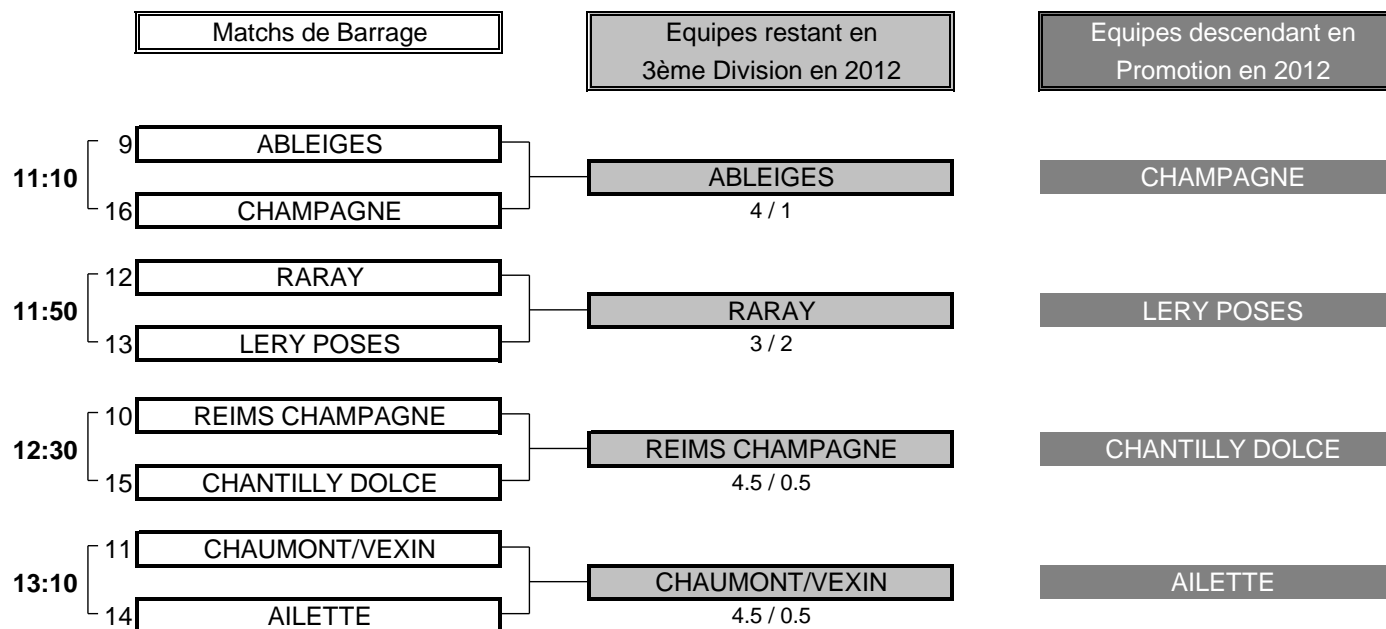 Matchs de Barrage
Equipes restant en
3ème Division en 2012
Equipes descendant en
Promotion en 2012
9 ABLEIGES
11:10 ABLEIGES CHAMPAGNE
16 CHAMPAGNE 4 / 1
12 RARAY
11:50 RARAY LERY POSES
13 LERY POSES 3 / 2
10 REIMS CHAMPAGNE
12:30 REIMS CHAMPAGNE CHANTILLY DOLCE
15 CHANTILLY DOLCE 4.5 / 0.5
11 CHAUMONT/VEXIN
13:10 CHAUMONT/VEXIN AILETTE
14 AILETTE 4.5 / 0.5